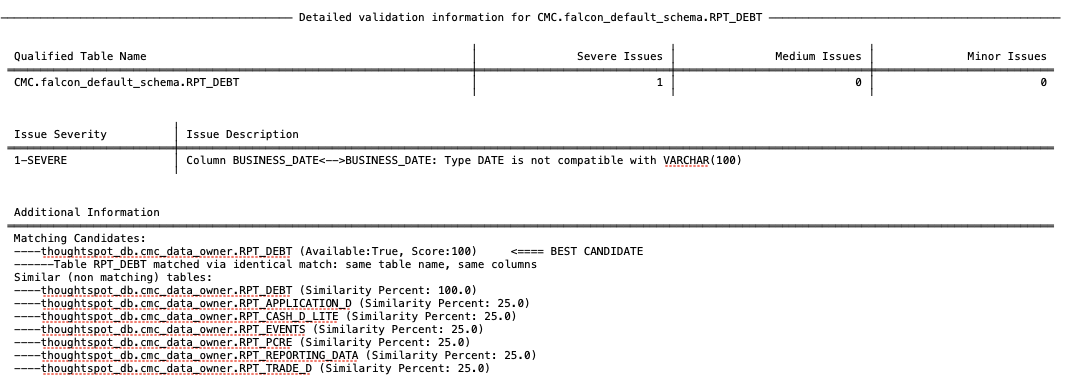 Detailed validation information for CMC.falcon_default_schema.RPT_DEBT
Qualified Table Name Severe Issues Medium Issues Minor Issues
CMC.falcon_default_schema.RPT_DEBT 1 0 0
Issue Severity Issue Description
1-SEVERE Column BUSINESS_DATE<-->BUSINESS_DATE: Type DATE is not compatible with VARCHAR(100)
Additional Information
Matching Candidates:
----thoughtspot_db.cmc_data_owner.RPT_DEBT (Available:True, Score:100) <==== BEST CANDIDATE
------Table RPT_DEBT matched via identical match: same table name, same columns
Similar (non matching) tables:
----thoughtspot_db.cmc_data_owner.RPT_DEBT (Similarity Percent: 100.0)
----thoughtspot_db.cmc_data_owner.RPT_APPLICATION_D (Similarity Percent: 25.0)
----thoughtspot_db.cmc_data_owner.RPT_CASH_D_LITE (Similarity Percent: 25.0)
----thoughtspot_db.cmc_data_owner.RPT_EVENTS (Similarity Percent: 25.0)
----thoughtspot_db.cmc_data_owner.RPT_PCRE (Similarity Percent: 25.0)
----thoughtspot_db.cmc_data_owner.RPT_REPORTING_DATA (Similarity Percent: 25.0)
----thoughtspot_db.cmc_data_owner.RPT_TRADE_D (Similarity Percent: 25.0)